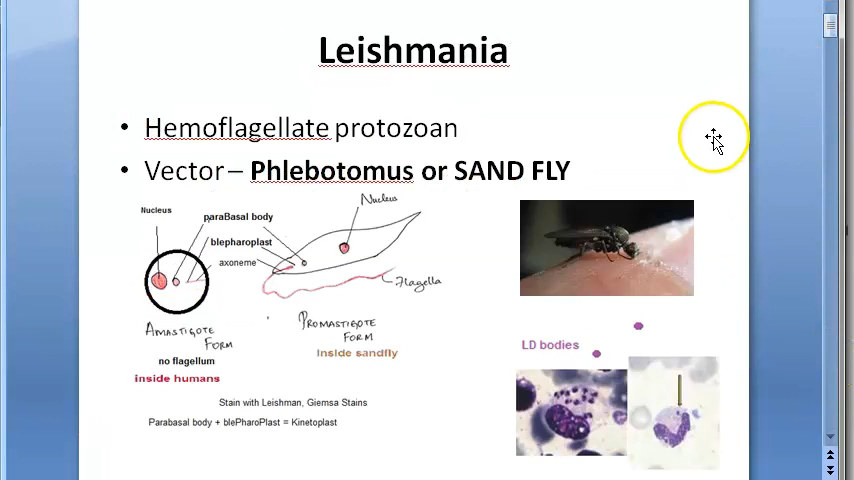 Leishmania
• Hemoflagellate protozoan
• Vector – Phlebotomus or SAND FLY
Nucleus
paraBasal body
blepharoplast
axoneme
Nucleus
Flagella
AMASTIGOTE
FORM
no flagellum
inside humans
PROMASTIGOTE
FORM
Inside sandfly
LD bodies
Stain with Leishman, Giemsa Stains
Parabasal body + blePharoPlast = Kinetoplast